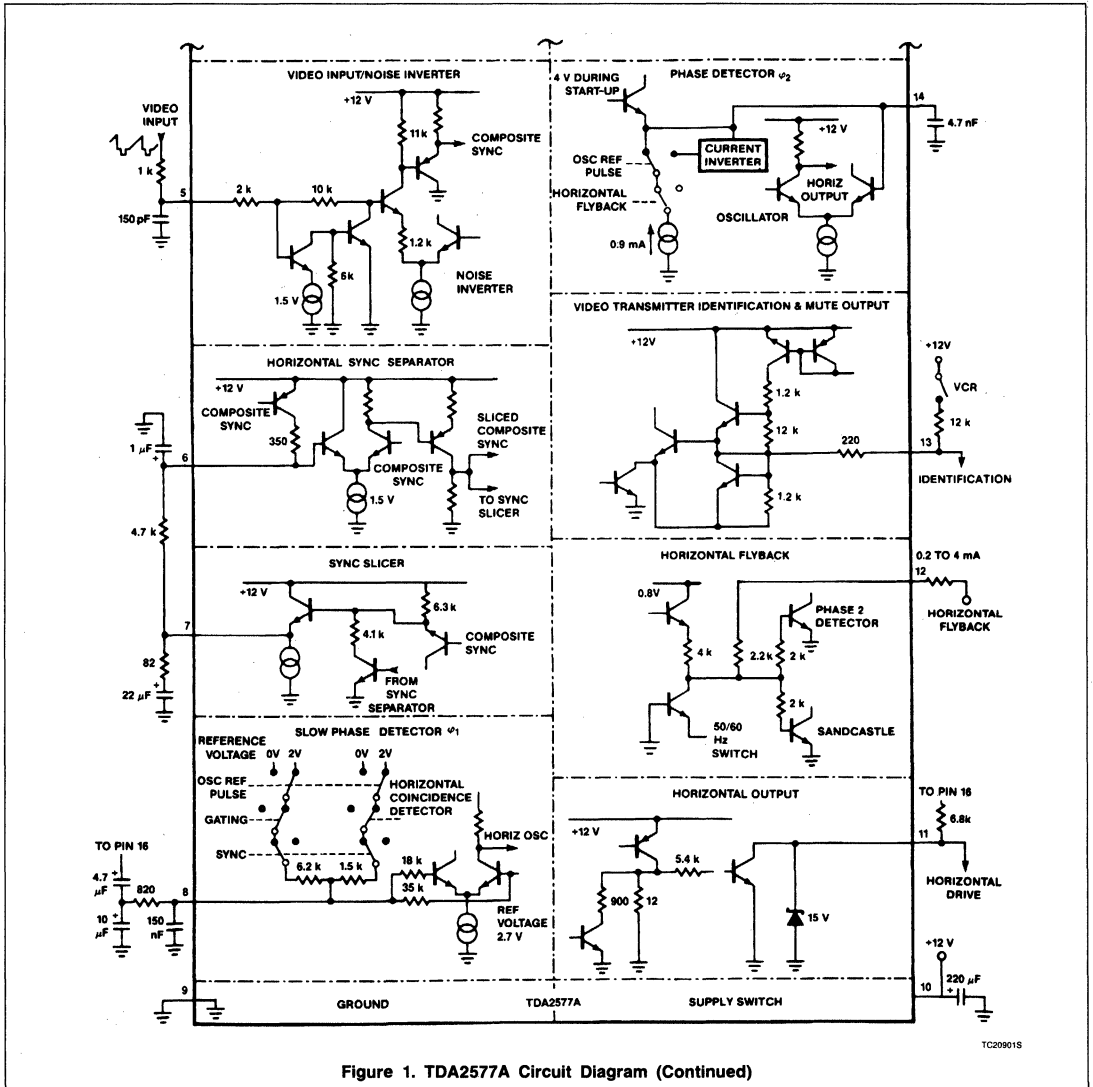 VIDEO INPUT/NOISE INVERTER
VIDEO
INPUT
1 k
5
150 pF
2 k
10 k
+12 V
11k
COMPOSITE
SYNC
1.2 k
6k
1.5 V
NOISE
INVERTER
HORIZONTAL SYNC SEPARATOR
+12 V
COMPOSITE
SYNC
350
1 µF
+
6
COMPOSITE
SYNC
1.5 V
SLICED
COMPOSITE
SYNC
TO SYNC
SLICER
4.7 k
SYNC SLICER
+12 V
6.3 k
4.1 k
COMPOSITE
SYNC
FROM
SYNC
SEPARATOR
7
82
+
22 µF
SLOW PHASE DETECTOR φ1
REFERENCE
VOLTAGE
0V 2V
0V 2V
OSC REF
PULSE
HORIZONTAL
COINCIDENCE
DETECTOR
GATING
SYNC
6.2 k
1.5 k
18 k
35 k
HORIZ OSC
REF
VOLTAGE
2.7 V
TO PIN 16
4.7 +
µF
820
8
10 +
µF
150
nF
9
GROUND
TDA2577A
SUPPLY SWITCH
PHASE DETECTOR φ2
4 V DURING
START-UP
14
4.7 nF
+12 V
CURRENT
INVERTER
OSC REF
PULSE
HORIZONTAL
FLYBACK
HORIZ
OUTPUT
OSCILLATOR
0.9 mA
VIDEO TRANSMITTER IDENTIFICATION & MUTE OUTPUT
+12V
1.2 k
12 k
1.2 k
220
13
+12V
VCR
12 k
IDENTIFICATION
HORIZONTAL FLYBACK
0.2 TO 4 mA
12
HORIZONTAL
FLYBACK
0.8V
4 k
2.2k
2 k
PHASE 2
DETECTOR
2 k
50/60
Hz
SWITCH
SANDCASTLE
HORIZONTAL OUTPUT
+12 V
5.4 k
900
12
15 V
TO PIN 16
6.8k
11
HORIZONTAL
DRIVE
+12 V
10
+
220 µF
TC20901S
Figure 1. TDA2577A Circuit Diagram (Continued)